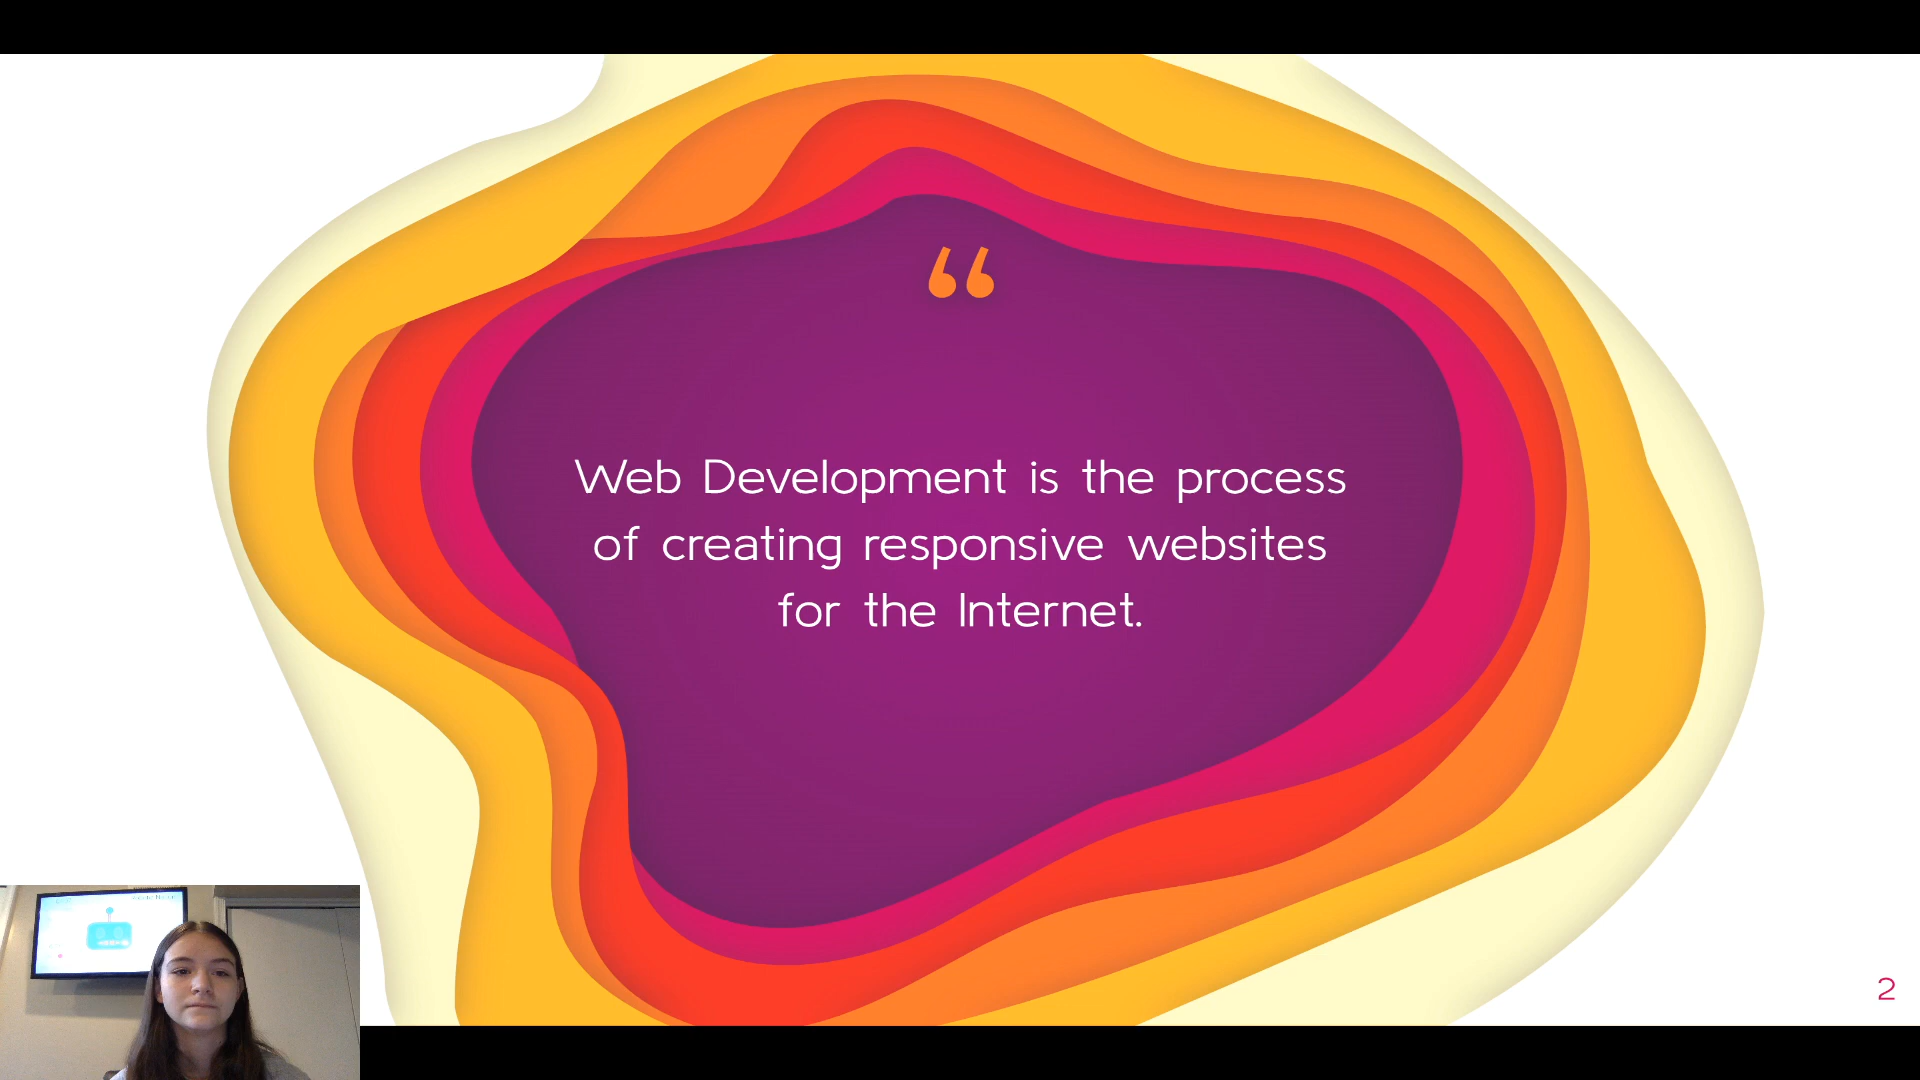 “
Web Development is the process
of creating responsive websites
for the Internet.
2